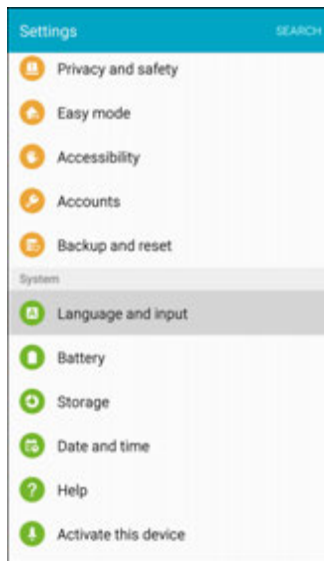 Settings
SEARCH
Privacy and safety
Easy mode
Accessibility
Accounts
Backup and reset
System
Language and input
Battery
Storage
Date and time
Help
Activate this device